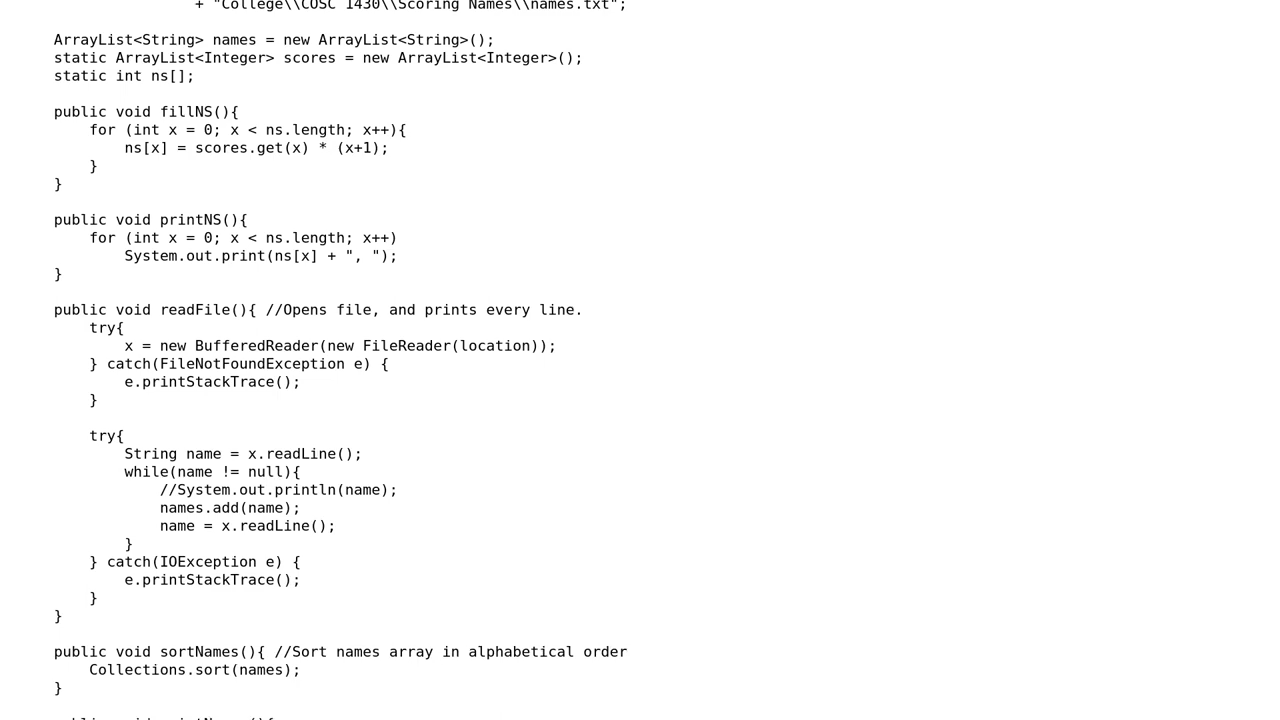 + "College\\COSC 1430\\Scoring Names\\names.txt";
ArrayList<String> names = new ArrayList<String>();
static ArrayList<Integer> scores = new ArrayList<Integer>();
static int ns[];
public void fillNS(){
for (int x = 0; x < ns.length; x++){
ns[x] = scores.get(x) * (x+1);
}
}
public void printNS(){
for (int x = 0; x < ns.length; x++)
System.out.print(ns[x] + ", ");
}
public void readFile(){ //Opens file, and prints every line.
try{
x = new BufferedReader(new FileReader(location));
} catch(FileNotFoundException e) {
e.printStackTrace();
}
try{
String name = x.readLine();
while(name != null){
//System.out.println(name);
names.add(name);
name = x.readLine();
}
} catch(IOException e) {
e.printStackTrace();
}
}
public void sortNames(){ //Sort names array in alphabetical order
Collections.sort(names);
}